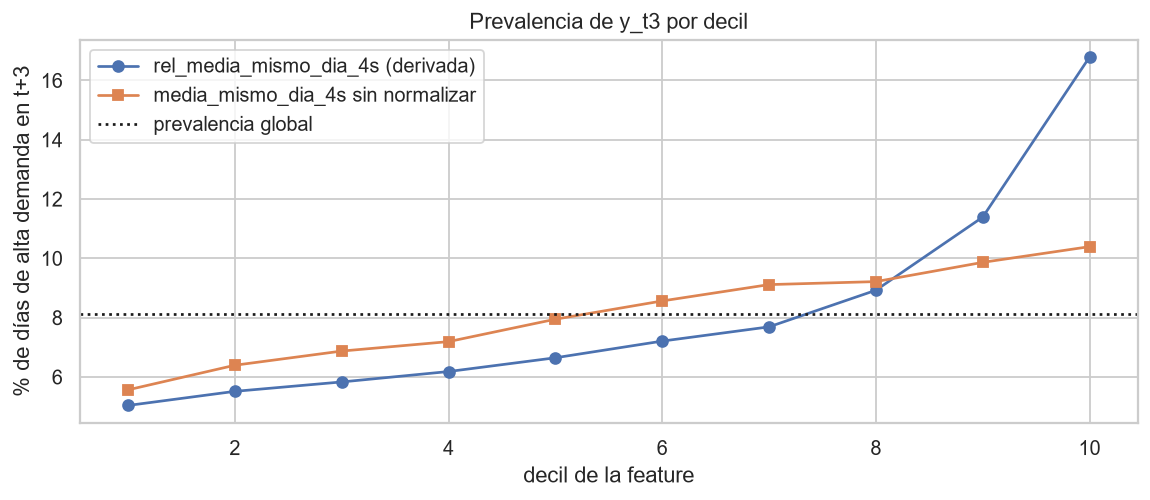 Prevalencia de y_t3 por decil
rel_media_mismo_dia_4s (derivada)
media_mismo_dia_4s sin normalizar
prevalencia global
% de días de alta demanda en t+3
16
14
12
10
8
6
2
4
6
8
10
decil de la feature